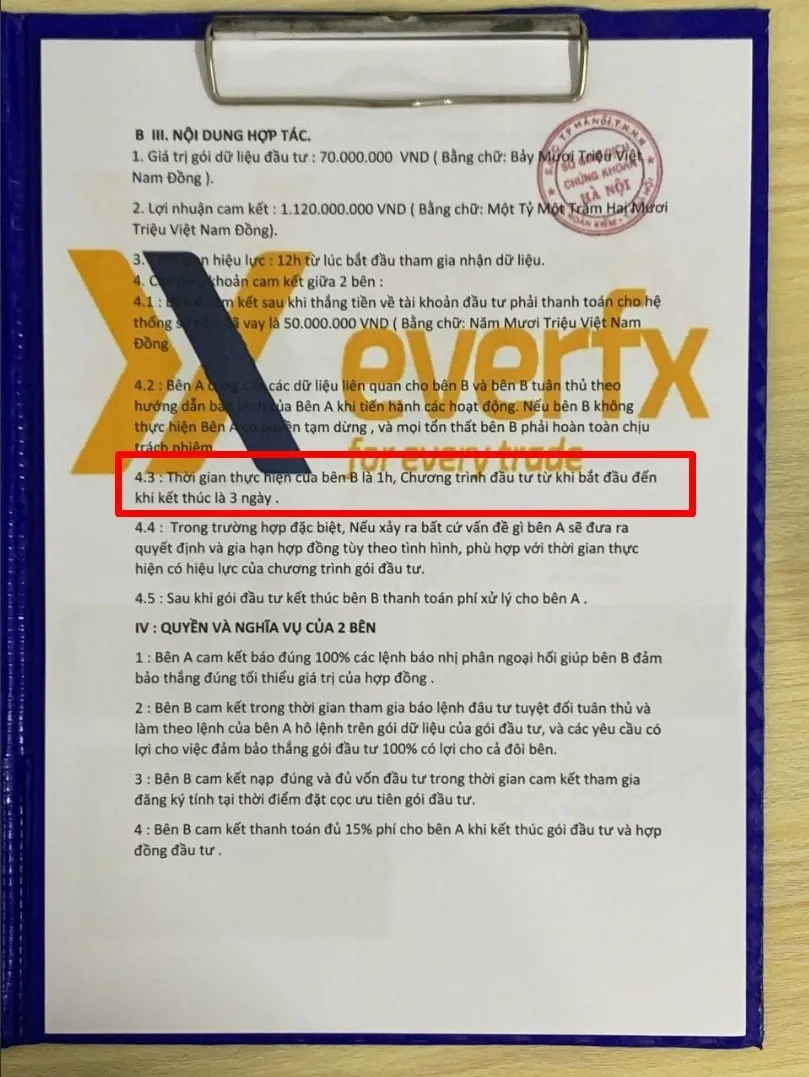 B III. NỘI DUNG HỢP TÁC.
1. Giá trị gói dữ liệu đầu tư : 70.000.000 VND ( Bằng chữ: Bảy Mươi Triệu Việt
Nam Đồng ).
2. Lợi nhuận cam kết : 1.120.000.000 VND ( Bằng chữ: Một Tỷ Một Trăm Hai Mươi
Triệu Việt Nam Đồng).
SỞ GIAO DỊCH
CHỨNG KHOÁN
HÀ NỘI
3. hiệu lực : 12h từ lúc bắt đầu tham gia nhận dữ liệu.
4. khoản cam kết giữa 2 bên :
4.1 : kết sau khi thắng tiền về tài khoản đầu tư phải thanh toán cho hệ
thống vay là 50.000.000 VND ( Bằng chữ: Năm Mươi Triệu Việt Nam
Đồng
everfx
for every trade
4.2 : Bên A các dữ liệu liên quan cho bên B và bên B tuân thủ theo
hướng dẫn của Bên A khi tiến hành các hoạt động. Nếu bên B không
thực hiện Bên tạm dừng , và mọi tổn thất bên B phải hoàn toàn chịu
trách nhiệm.
4.3 : Thời gian thực hiện của bên B là 1h, Chương trình đầu tư từ khi bắt đầu đến
khi kết thúc là 3 ngày .
4.4 : Trong trường hợp đặc biệt, Nếu xảy ra bất cứ vấn đề gì bên A sẽ đưa ra
quyết định và gia hạn hợp đồng tùy theo tình hình, phù hợp với thời gian thực
hiện có hiệu lực của chương trình gói đầu tư.
4.5 : Sau khi gói đầu tư kết thúc bên B thanh toán phí xử lý cho bên A .
IV : QUYỀN VÀ NGHĨA VỤ CỦA 2 BÊN
1 : Bên A cam kết báo đúng 100% các lệnh báo nhị phân ngoại hối giúp bên B đảm
bảo thắng đúng tối thiểu giá trị của hợp đồng .
2 : Bên B cam kết trong thời gian tham gia báo lệnh đâu tư tuyệt đối tuân thủ và
làm theo lệnh của bên A hô lệnh trên gói dữ liệu của gói đầu tư, và các yêu cầu có
lợi cho việc đảm bảo thắng gói đầu tư 100% có lợi cho cả đôi bên.
3 : Bên B cam kết nạp đúng và đủ vốn đầu tư trong thời gian cam kết tham gia
đăng ký tính tại thời điểm đặt cọc ưu tiên gói đầu tư.
4 : Bên B cam kết thanh toán đủ 15% phí cho bên A khi kết thúc gói đầu tư và hợp
đồng đầu tư .